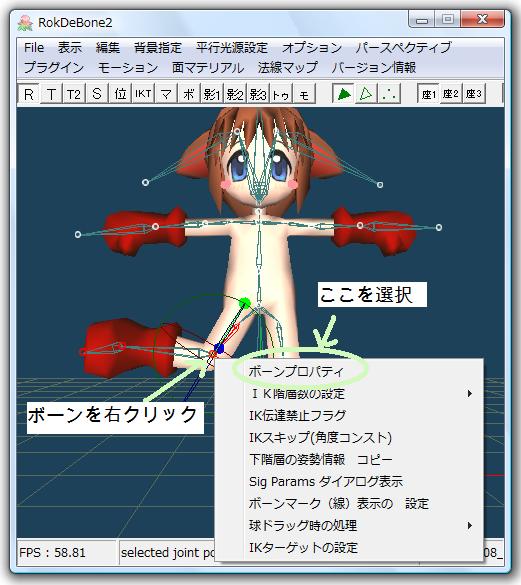 RokDeBone2
File 表示 編集 背景指定 平行光源設定 オプション パースペクティブ
プラグイン モーション 面マテリアル 法線マップ バージョン情報
R T T2 S 位 IKT マ ボ 影1 影2 影3 トゥ モ 座1 座2 座3
ここを選択
ボーンを右クリック
ボーンプロパティ
ＩＫ階層数の設定
IK伝達禁止フラグ
IKスキップ(角度コンスト)
下階層の姿勢情報　コピー
Sig Params ダイアログ表示
ボーンマーク（線）表示の　設定
球ドラッグ時の処理
IKターゲットの設定
FPS : 58.81 selected joint po 08_